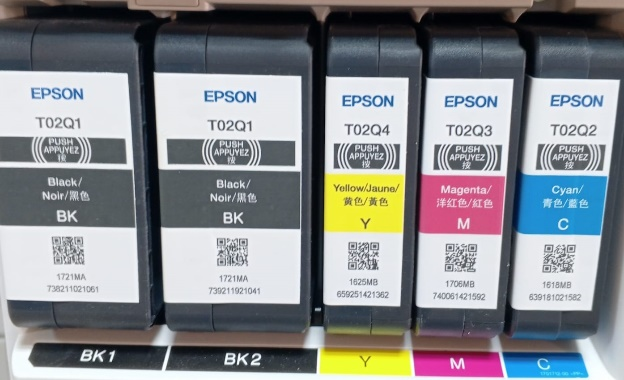 EPSON
T02Q1
PUSH
APPUYEZ
按
Black/
Noir/黑色
BK
1721MA
738211021061
EPSON
T02Q1
PUSH
APPUYEZ
按
Black/
Noir/黑色
BK
1721MA
739211921041
EPSON
T02Q4
PUSH
APPUYEZ
按
Yellow/Jaune/
黄色/黃色
Y
1625MB
659251421362
EPSON
T02Q3
PUSH
APPUYEZ
按
Magenta/
洋红色/紅色
M
1706MB
740061421592
EPSON
T02Q2
PUSH
APPUYEZ
按
Cyan/
青色/藍色
C
1618MB
639181021582
BK1
BK2
Y
M
C